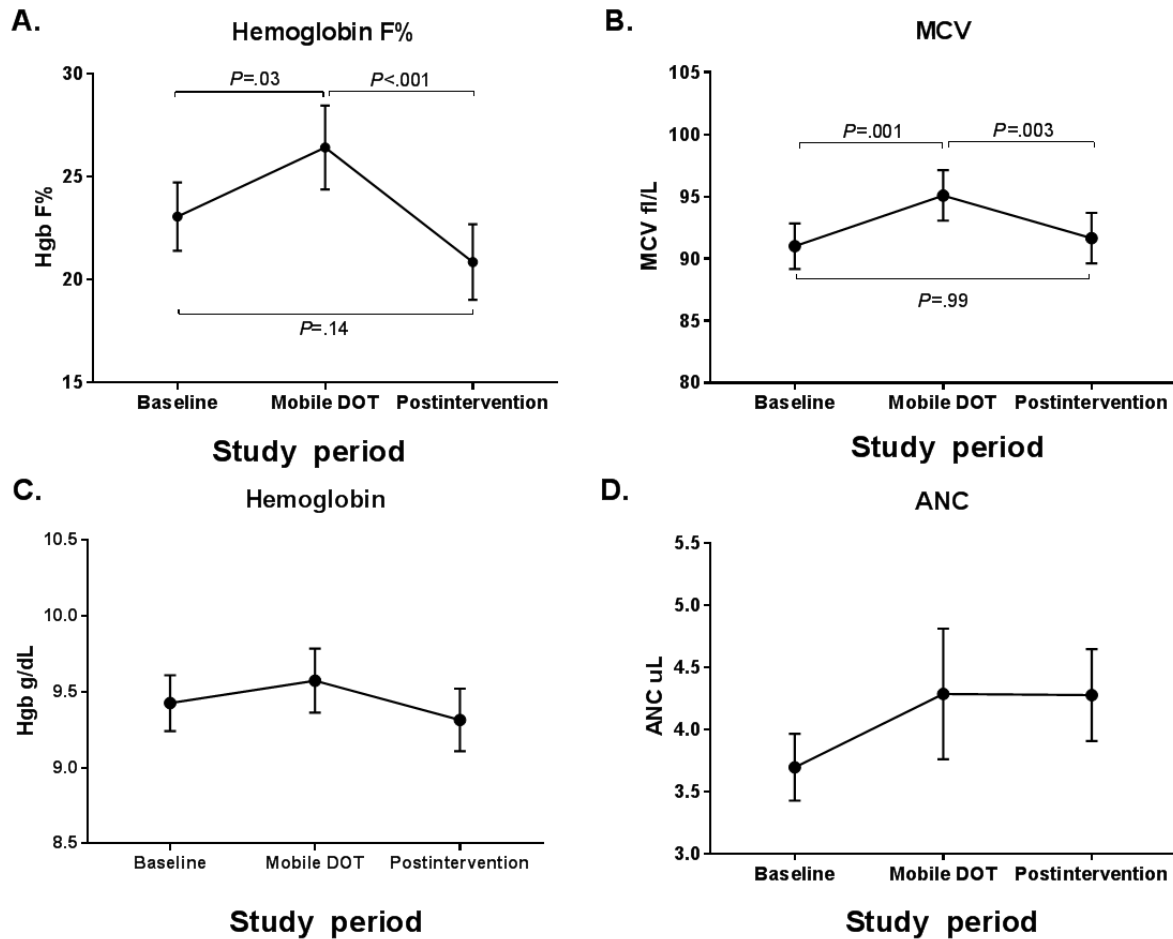 A.
Hemoglobin F%
30
25
20
15
Hgb F%
P=.03
P<.001
P=.14
Baseline Mobile DOT Postintervention
Study period
B.
MCV
105
100
95
90
85
80
MCV fl/L
P=.001
P=.003
P=.99
Baseline Mobile DOT Postintervention
Study period
C.
Hemoglobin
10.5
10.0
9.5
9.0
8.5
Hgb g/dL
Baseline Mobile DOT Postintervention
Study period
D.
ANC
5.5
5.0
4.5
4.0
3.5
3.0
ANC uL
Baseline Mobile DOT Postintervention
Study period